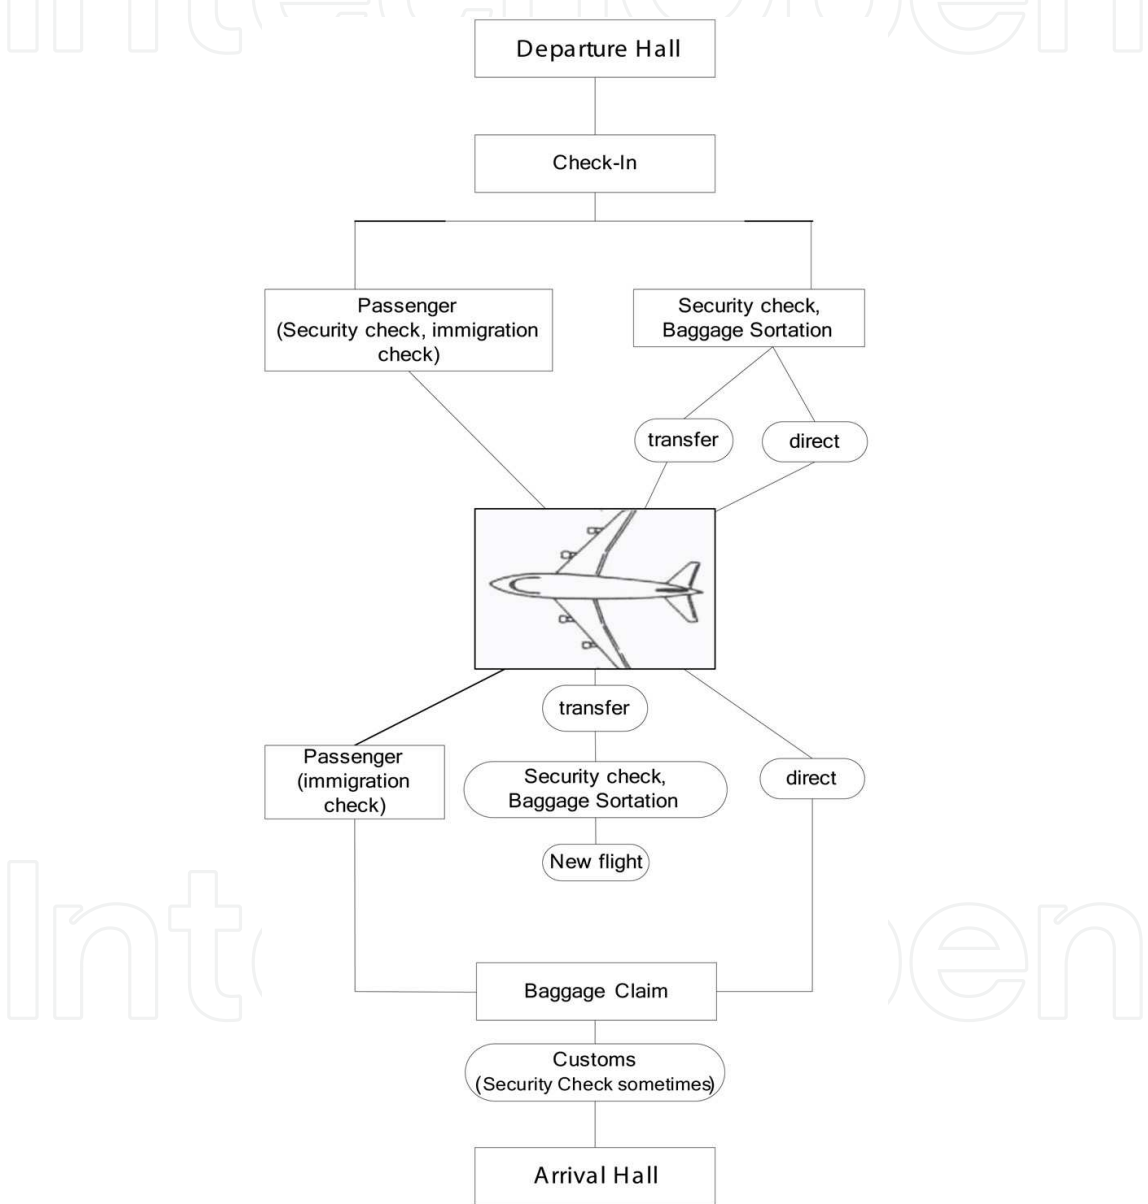 Departure Hall
Check-In
Passenger
(Security check, immigration
check)
Security check,
Baggage Sortation
transfer
direct
transfer
Passenger
(immigration
check)
Security check,
Baggage Sortation
direct
New flight
Baggage Claim
Customs
(Security Check sometimes)
Arrival Hall